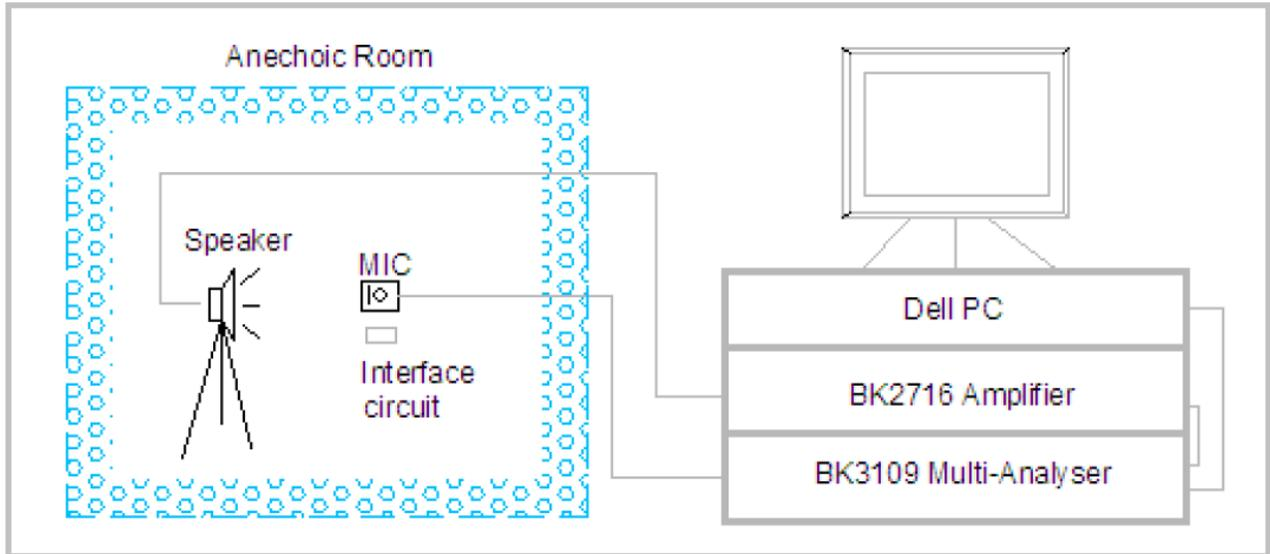 Anechoic Room
Speaker
MIC
Interface
circuit
Dell PC
BK2716 Amplifier
BK3109 Multi-Analyser